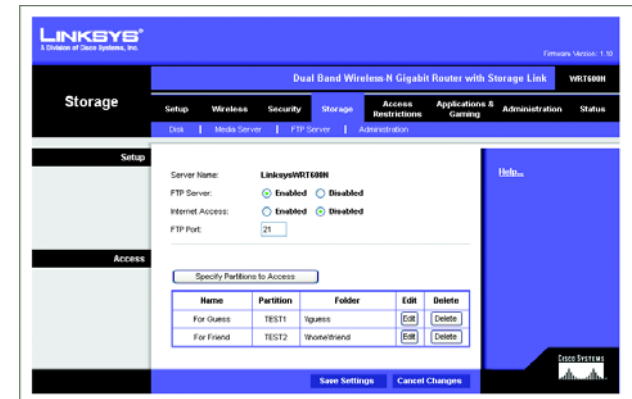 LINKSYS®
A Division of Cisco Systems, Inc.
Firmware Version: 1.10
Dual Band Wireless-N Gigabit Router with Storage Link WRT600N
Storage
Setup Wireless Security Storage Access Restrictions Applications & Gaming Administration Status
Disk | Media Server | FTP Server | Administration
Setup
Server Name: LinksysWRT600N
FTP Server: Enabled Disabled
Internet Access: Enabled Disabled
FTP Port: 21
Help...
Access
Specify Partitions to Access
Name Partition Folder Edit Delete
For Guess TEST1 \guess Edit Delete
For Friend TEST2 \home\friend Edit Delete
Save Settings Cancel Changes
CISCO SYSTEMS